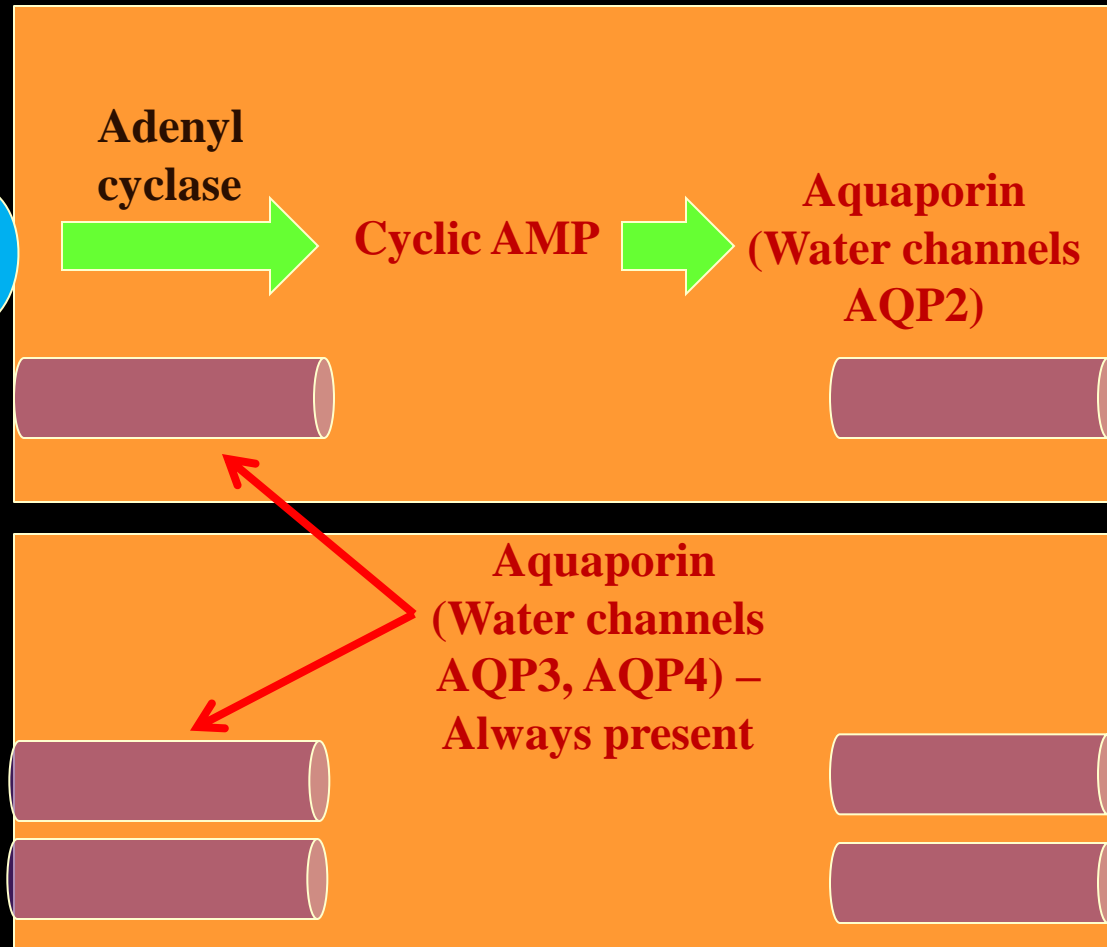 Adenyl
cyclase
Cyclic AMP
Aquaporin
(Water channels
AQP2)
Aquaporin
(Water channels
AQP3, AQP4) –
Always present